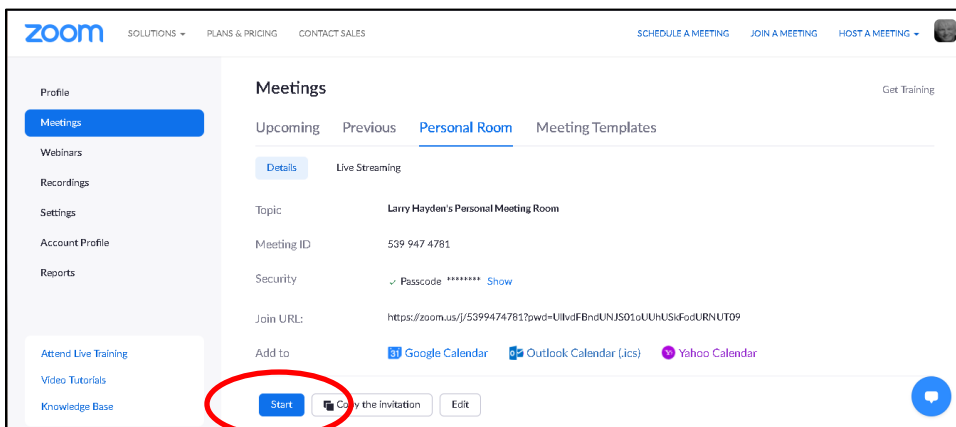 zoom SOLUTIONS PLANS & PRICING CONTACT SALES SCHEDULE A MEETING JOIN A MEETING HOST A MEETING
Profile
Meetings
Webinars
Recordings
Settings
Account Profile
Reports
Attend Live Training
Video Tutorials
Knowledge Base
Meetings
Get Training
Upcoming Previous Personal Room Meeting Templates
Details Live Streaming
Topic Larry Hayden's Personal Meeting Room
Meeting ID 539 947 4781
Security ✓ Passcode ******** Show
Join URL: https://zoom.us/j/5399474781?pwd=UllvdFBndUNJS01oUUhUSkFodURNUT09
Add to 31 Google Calendar Outlook Calendar (.ics) Yahoo Calendar
Start Copy the invitation Edit